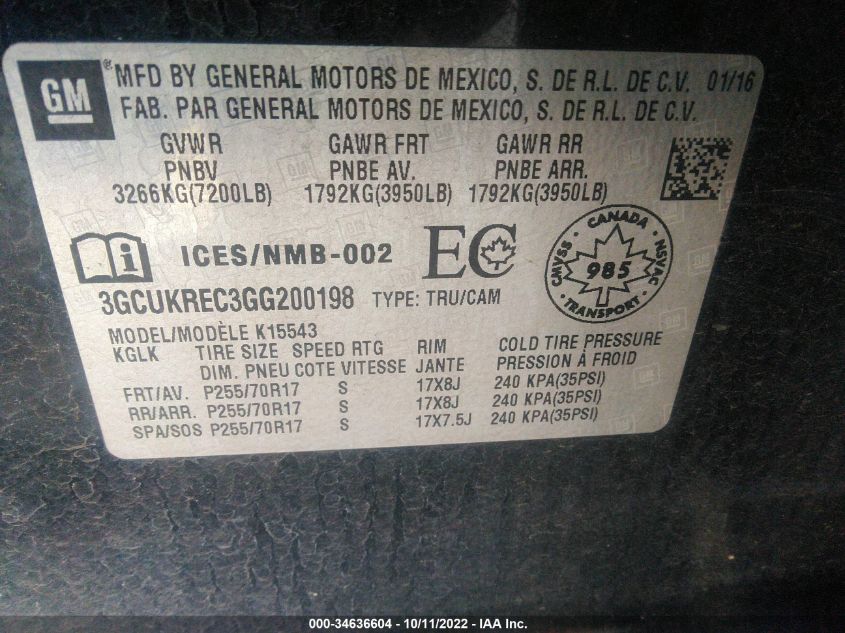 GM ® MFD BY GENERAL MOTORS DE MEXICO, S. DE R.L. DE C.V. 01/16
FAB. PAR GENERAL MOTORS DE MEXICO, S. DE R.L. DE C.V.
GVWR GAWR FRT GAWR RR
PNBV PNBE AV. PNBE ARR.
3266KG(7200LB) 1792KG(3950LB) 1792KG(3950LB)
i ICES/NMB-002 EC
CANADA
CMVSS 985 NSVAC
TRANSPORT
3GCUKREC3GG200198 TYPE: TRU/CAM
MODEL/MODÈLE K15543
KGLK TIRE SIZE SPEED RTG RIM COLD TIRE PRESSURE
DIM. PNEU COTE VITESSE JANTE PRESSION À FROID
FRT/AV. P255/70R17 S 17X8J 240 KPA(35PSI)
RR/ARR. P255/70R17 S 17X8J 240 KPA(35PSI)
SPA/SOS P255/70R17 S 17X7.5J 240 KPA(35PSI)
000-34636604 - 10/11/2022 - IAA Inc.